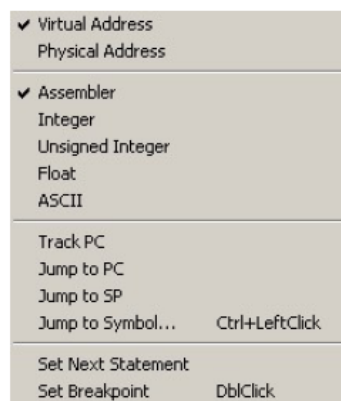 Virtual Address
Physical Address
Assembler
Integer
Unsigned Integer
Float
ASCII
Track PC
Jump to PC
Jump to SP
Jump to Symbol... Ctrl+LeftClick
Set Next Statement
Set Breakpoint DblClick